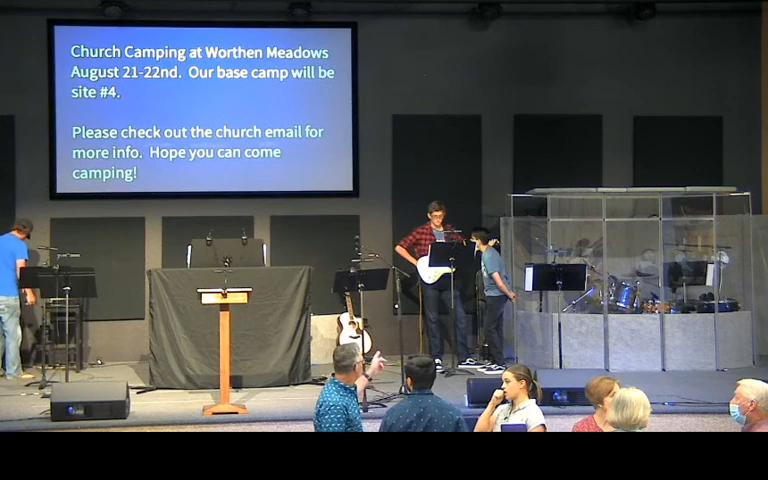 Church Camping at Worthen Meadows
August 21-22nd. Our base camp will be
site #4.
Please check out the church email for
more info. Hope you can come
camping!